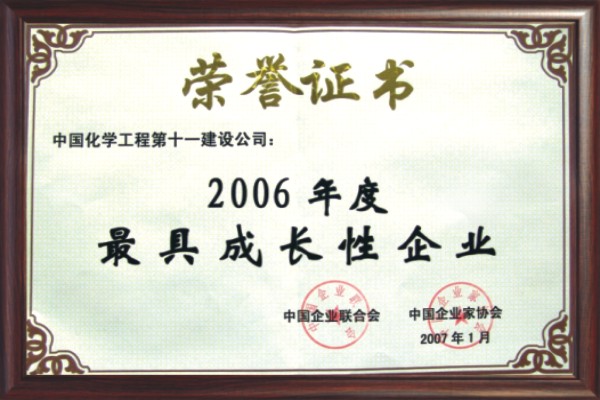 荣誉证书
中国化学工程第十一建设公司：
2006年度
最具成长性企业
中国企业联合会 中国企业家协会
2007年1月